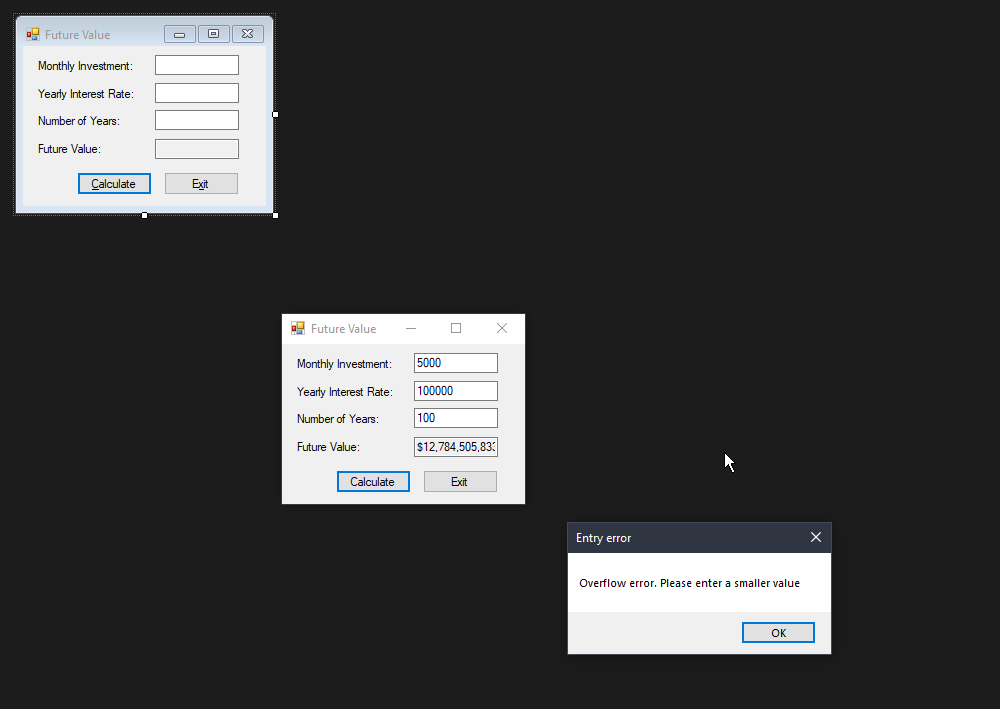 Future Value
Monthly Investment:
Yearly Interest Rate:
Number of Years:
Future Value:
Calculate Exit
Future Value
Monthly Investment: 5000
Yearly Interest Rate: 100000
Number of Years: 100
Future Value: $12,784,505,833
Calculate Exit
Entry error
Overflow error. Please enter a smaller value
OK